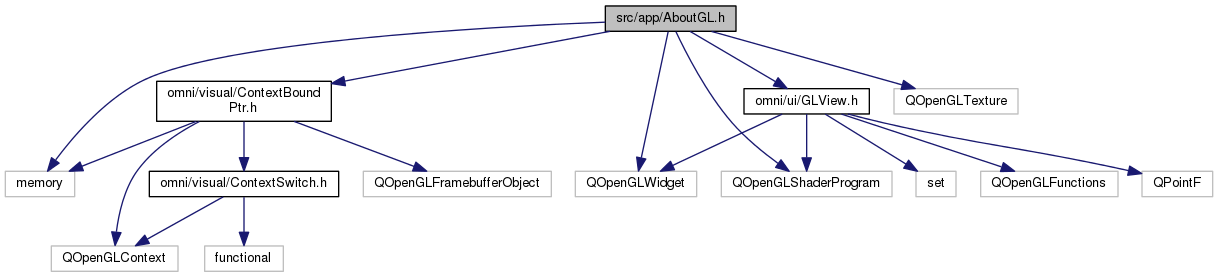 src/app/AboutGL.h
omni/visual/ContextBound
Ptr.h
omni/ui/GLView.h
QOpenGLTexture
memory
omni/visual/ContextSwitch.h
QOpenGLFramebufferObject
QOpenGLWidget
QOpenGLShaderProgram
set
QOpenGLFunctions
QPointF
QOpenGLContext
functional